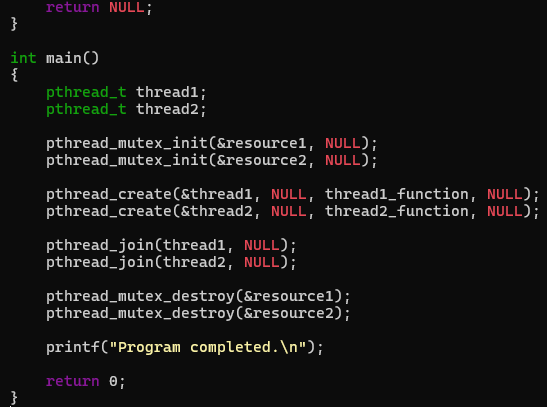 return NULL;
}

int main()
{
    pthread_t thread1;
    pthread_t thread2;

    pthread_mutex_init(&resource1, NULL);
    pthread_mutex_init(&resource2, NULL);

    pthread_create(&thread1, NULL, thread1_function, NULL);
    pthread_create(&thread2, NULL, thread2_function, NULL);

    pthread_join(thread1, NULL);
    pthread_join(thread2, NULL);

    pthread_mutex_destroy(&resource1);
    pthread_mutex_destroy(&resource2);

    printf("Program completed.\n");

    return 0;
}